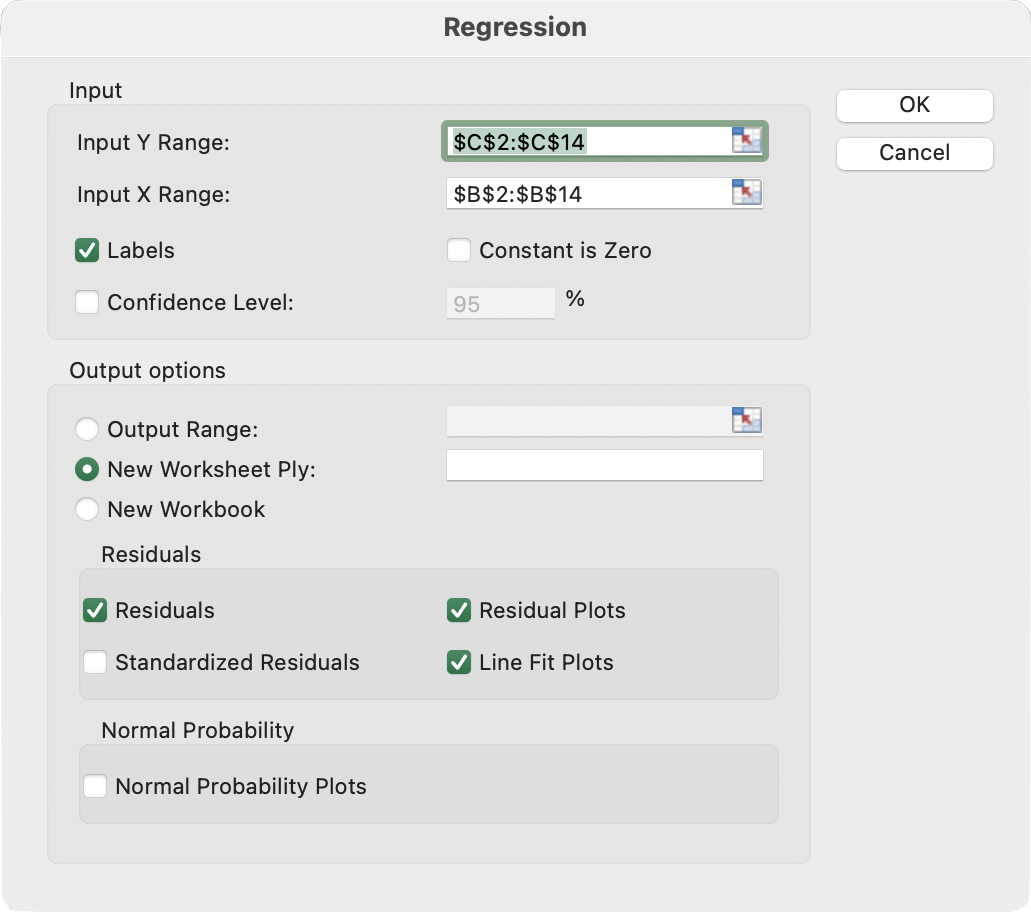 Regression
Input
OK
Input Y Range: $C$2:$C$14
Cancel
Input X Range: $B$2:$B$14
Labels Constant is Zero
Confidence Level: 95 %
Output options
Output Range:
New Worksheet Ply:
New Workbook
Residuals
Residuals Residual Plots
Standardized Residuals Line Fit Plots
Normal Probability
Normal Probability Plots